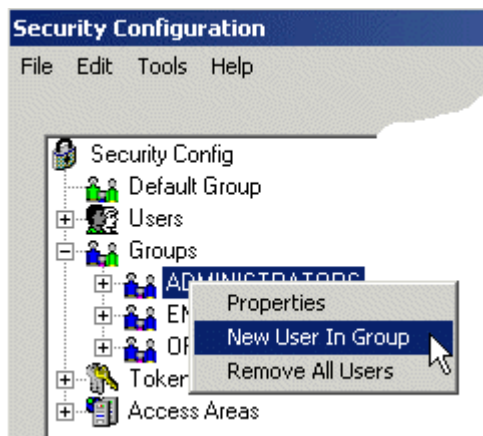 Security Configuration
File Edit Tools Help
Security Config
Default Group
Users
Groups
ADMINISTRATORS
Properties
New User In Group
Remove All Users
Access Areas